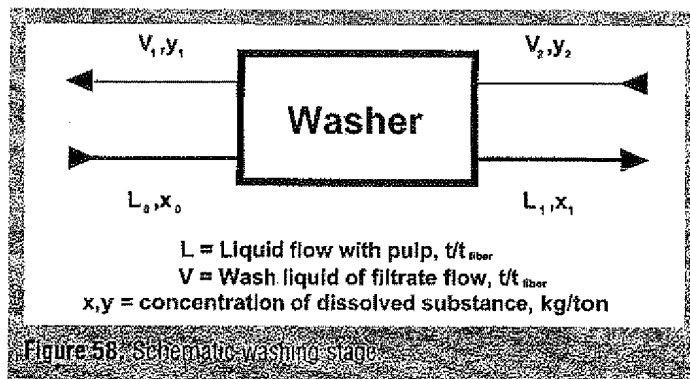 V₁,y₁ V₂,y₂
Washer
L₀,x₀ L₁,x₁
L = Liquid flow with pulp, t/t fiber
V = Wash liquid of filtrate flow, t/t fiber
x,y = concentration of dissolved substance, kg/ton
Figure 58. Schematic washing stage